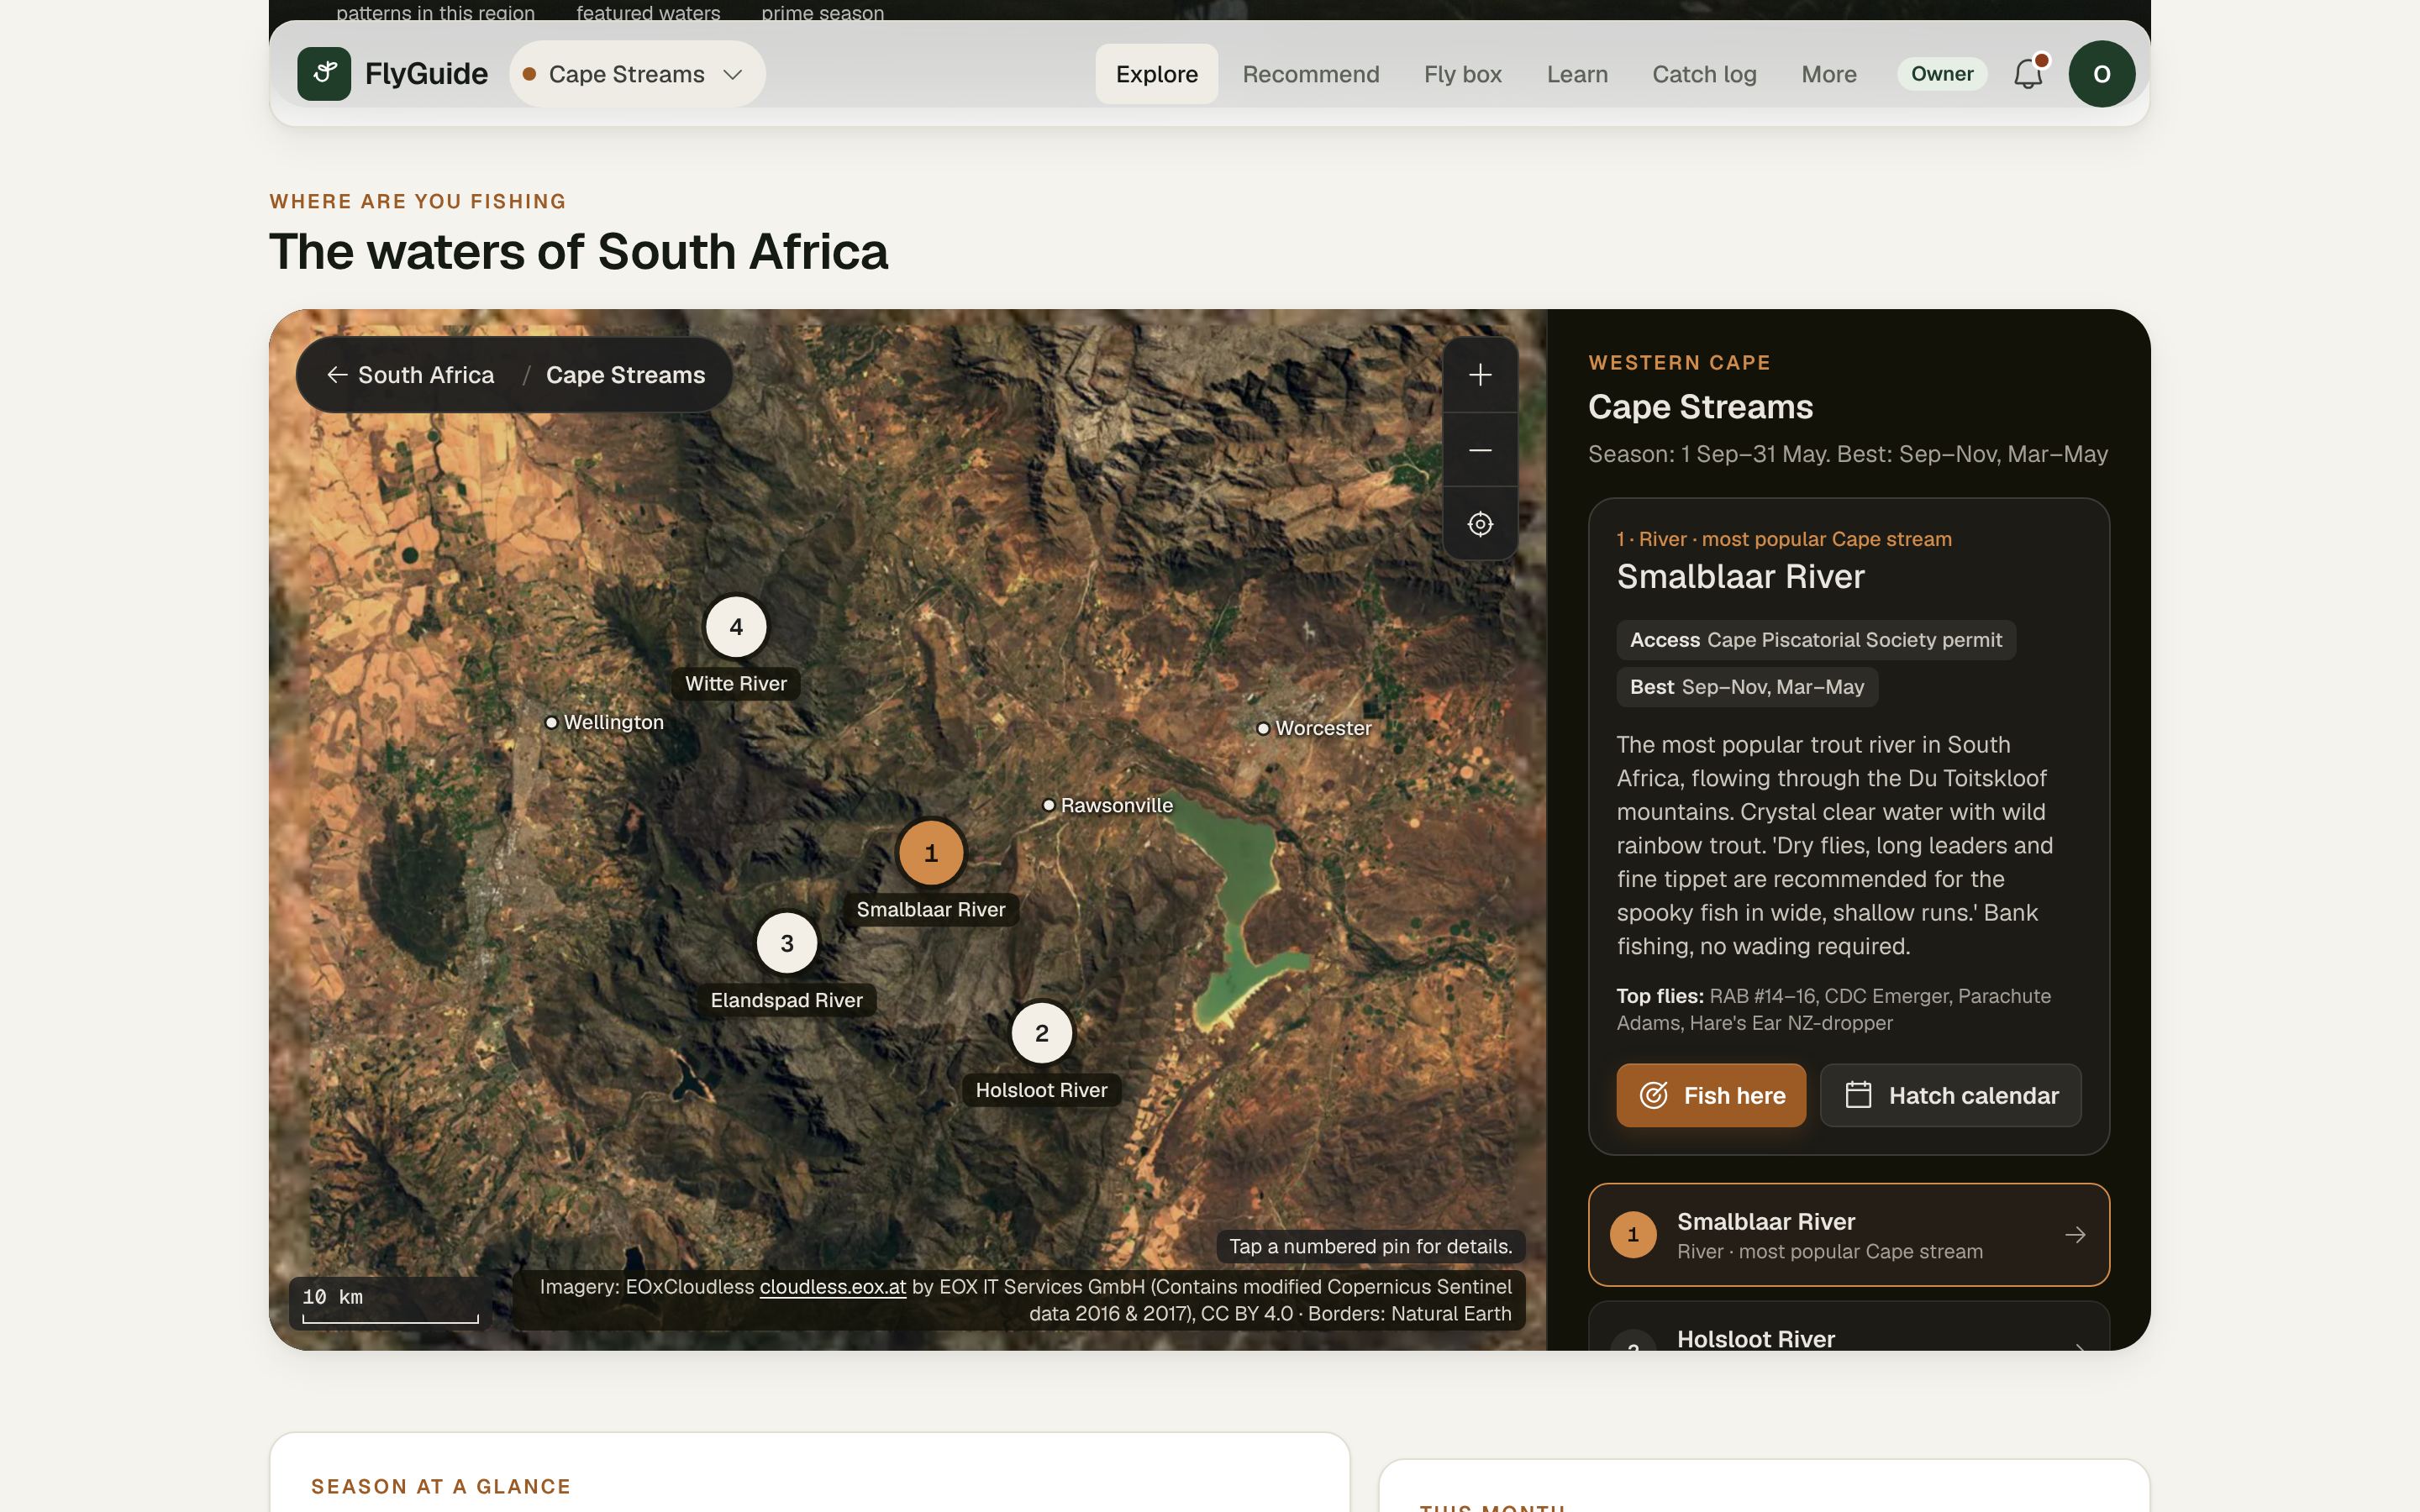 patterns in this region featured waters prime season
FlyGuide Cape Streams Explore Recommend Fly box Learn Catch log More Owner O
WHERE ARE YOU FISHING
The waters of South Africa
South Africa / Cape Streams
4
Witte River
Wellington
Worcester
Rawsonville
1
Smalblaar River
3
Elandspad River
2
Holsloot River
Tap a numbered pin for details.
10 km
Imagery: EOxCloudless cloudless.eox.at by EOX IT Services GmbH (Contains modified Copernicus Sentinel
data 2016 & 2017), CC BY 4.0 · Borders: Natural Earth
WESTERN CAPE
Cape Streams
Season: 1 Sep–31 May. Best: Sep–Nov, Mar–May
1 · River · most popular Cape stream
Smalblaar River
Access Cape Piscatorial Society permit
Best Sep–Nov, Mar–May
The most popular trout river in South
Africa, flowing through the Du Toitskloof
mountains. Crystal clear water with wild
rainbow trout. 'Dry flies, long leaders and
fine tippet are recommended for the
spooky fish in wide, shallow runs.' Bank
fishing, no wading required.
Top flies: RAB #14–16, CDC Emerger, Parachute
Adams, Hare's Ear NZ-dropper
Fish here Hatch calendar
1 Smalblaar River
River · most popular Cape stream
2 Holsloot River
SEASON AT A GLANCE
THIS MONTH